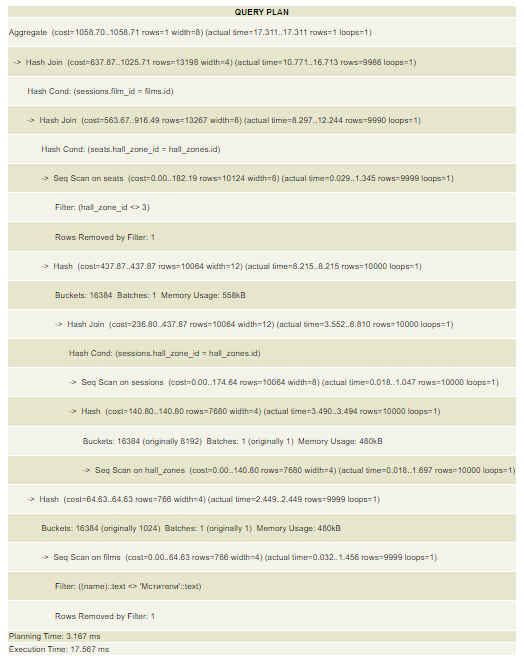 QUERY PLAN
Aggregate (cost=1058.70..1058.71 rows=1 width=8) (actual time=17.311..17.311 rows=1 loops=1)
-> Hash Join (cost=637.87..1025.71 rows=13198 width=4) (actual time=10.771..16.713 rows=9986 loops=1)
Hash Cond: (sessions.film_id = films.id)
-> Hash Join (cost=563.67..916.49 rows=13267 width=8) (actual time=8.297..12.244 rows=9990 loops=1)
Hash Cond: (seats.hall_zone_id = hall_zones.id)
-> Seq Scan on seats (cost=0.00..182.19 rows=10124 width=8) (actual time=0.029..1.345 rows=9999 loops=1)
Filter: (hall_zone_id <> 3)
Rows Removed by Filter: 1
-> Hash (cost=437.87..437.87 rows=10064 width=12) (actual time=8.215..8.215 rows=10000 loops=1)
Buckets: 16384 Batches: 1 Memory Usage: 558kB
-> Hash Join (cost=236.80..437.87 rows=10064 width=12) (actual time=3.552..6.810 rows=10000 loops=1)
Hash Cond: (sessions.hall_zone_id = hall_zones.id)
-> Seq Scan on sessions (cost=0.00..174.64 rows=10064 width=8) (actual time=0.018..1.047 rows=10000 loops=1)
-> Hash (cost=140.80..140.80 rows=7680 width=4) (actual time=3.490..3.494 rows=10000 loops=1)
Buckets: 16384 (originally 8192) Batches: 1 (originally 1) Memory Usage: 480kB
-> Seq Scan on hall_zones (cost=0.00..140.80 rows=7680 width=4) (actual time=0.018..1.697 rows=10000 loops=1)
-> Hash (cost=64.63..64.63 rows=766 width=4) (actual time=2.449..2.449 rows=9999 loops=1)
Buckets: 16384 (originally 1024) Batches: 1 (originally 1) Memory Usage: 480kB
-> Seq Scan on films (cost=0.00..64.63 rows=766 width=4) (actual time=0.032..1.456 rows=9999 loops=1)
Filter: ((name)::text <> 'Мстители'::text)
Rows Removed by Filter: 1
Planning Time: 3.167 ms
Execution Time: 17.567 ms